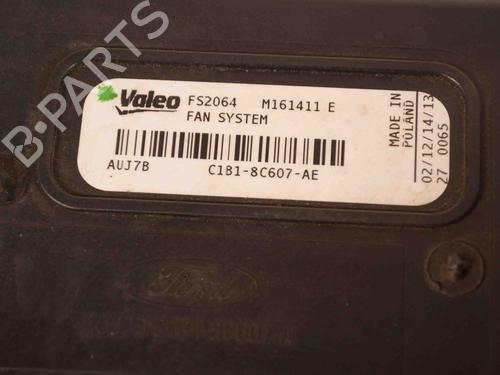 B-PARTS
Valeo FS2064 M161411 E
FAN SYSTEM
AUJ7B C1B1-8C607-AE
MADE IN
POLAND
02/12/14/13
27 0065
Ford